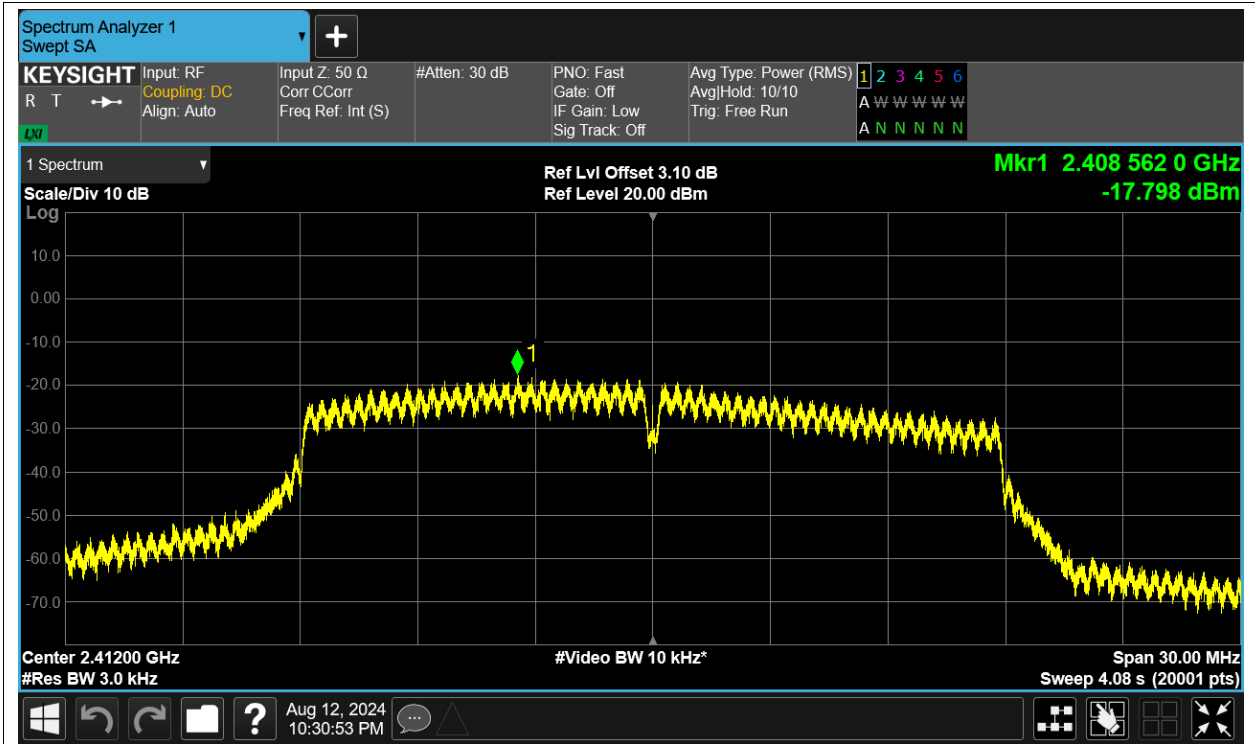 Spectrum Analyzer 1
Swept SA
+
KEYSIGHT
R T
LXI
Input: RF
Coupling: DC
Align: Auto
Input Z: 50 Ω
Corr CCorr
Freq Ref: Int (S)
#Atten: 30 dB
PNO: Fast
Gate: Off
IF Gain: Low
Sig Track: Off
Avg Type: Power (RMS)
Avg|Hold: 10/10
Trig: Free Run
1 2 3 4 5 6
A W W W W W
A N N N N N
1 Spectrum
Scale/Div 10 dB
Log
Ref Lvl Offset 3.10 dB
Ref Level 20.00 dBm
Mkr1 2.408 562 0 GHz
-17.798 dBm
10.0
0.00
-10.0
-20.0
-30.0
-40.0
-50.0
-60.0
-70.0
1
Center 2.41200 GHz
#Res BW 3.0 kHz
#Video BW 10 kHz*
Span 30.00 MHz
Sweep 4.08 s (20001 pts)
?
Aug 12, 2024
10:30:53 PM